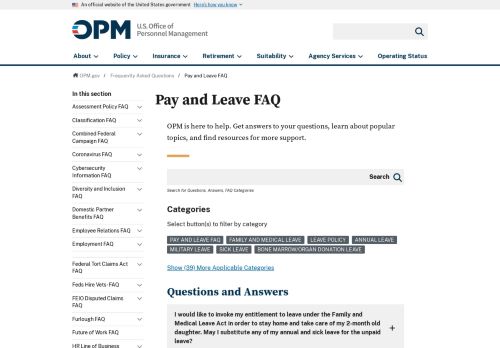 An official website of the United States government Here's how you know
OPM U.S. Office of
Personnel Management
About Policy Insurance Retirement Suitability Agency Services Operating Status
OPM.gov / Frequently Asked Questions / Pay and Leave FAQ
In this section
Assessment Policy FAQ
Classification FAQ
Combined Federal
Campaign FAQ
Coronavirus FAQ
Cybersecurity
Information FAQ
Diversity and Inclusion
FAQ
Domestic Partner
Benefits FAQ
Employee Relations FAQ
Employment FAQ
Federal Tort Claims Act
FAQ
Feds Hire Vets- FAQ
FEIO Disputed Claims
FAQ
Furlough FAQ
Future of Work FAQ
HR Line of Business
Pay and Leave FAQ
OPM is here to help. Get answers to your questions, learn about popular
topics, and find resources for more support.
Search
Search for Questions, Answers, FAQ Categories
Categories
Select button(s) to filter by category
PAY AND LEAVE FAQ FAMILY AND MEDICAL LEAVE LEAVE POLICY ANNUAL LEAVE
MILITARY LEAVE SICK LEAVE BONE MARROW/ORGAN DONATION LEAVE
Show (39) More Applicable Categories
Questions and Answers
I would like to invoke my entitlement to leave under the Family and
Medical Leave Act in order to stay home and take care of my 2-month old
daughter. May I substitute any of my annual and sick leave for the unpaid
leave?